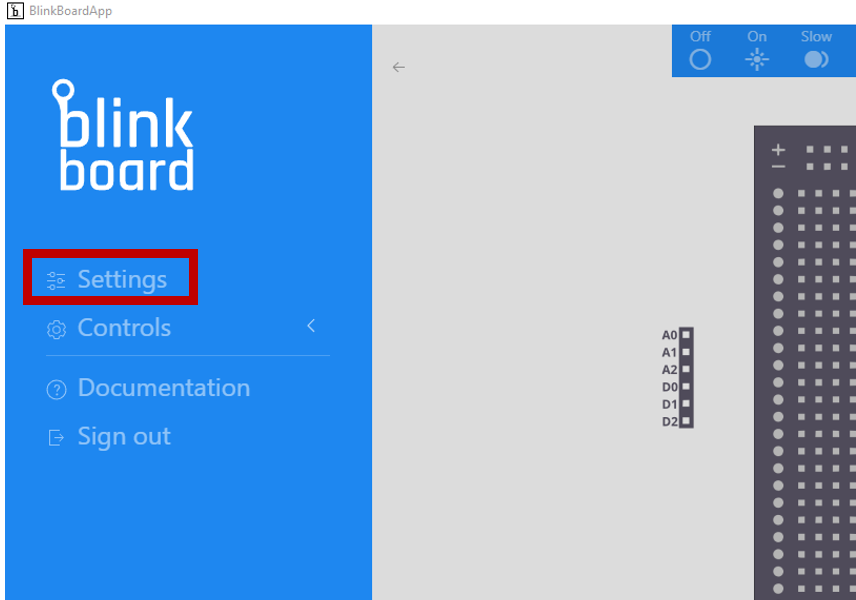 BlinkBoardApp
Off On Slow
blink
board
+
−
Settings
Controls
Documentation
Sign out
A0
A1
A2
D0
D1
D2